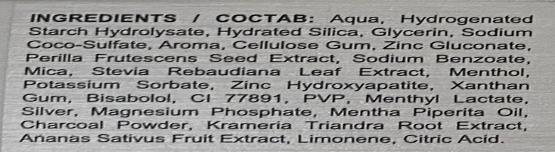 INGREDIENTS / СОСТАВ: Aqua, Hydrogenated
Starch Hydrolysate, Hydrated Silica, Glycerin, Sodium
Coco-Sulfate, Aroma, Cellulose Gum, Zinc Gluconate,
Perilla Frutescens Seed Extract, Sodium Benzoate,
Mica, Stevia Rebaudiana Leaf Extract, Menthol,
Potassium Sorbate, Zinc Hydroxyapatite, Xanthan
Gum, Bisabolol, CI 77891, PVP, Menthyl Lactate,
Silver, Magnesium Phosphate, Mentha Piperita Oil,
Charcoal Powder, Krameria Triandra Root Extract,
Ananas Sativus Fruit Extract, Limonene, Citric Acid.